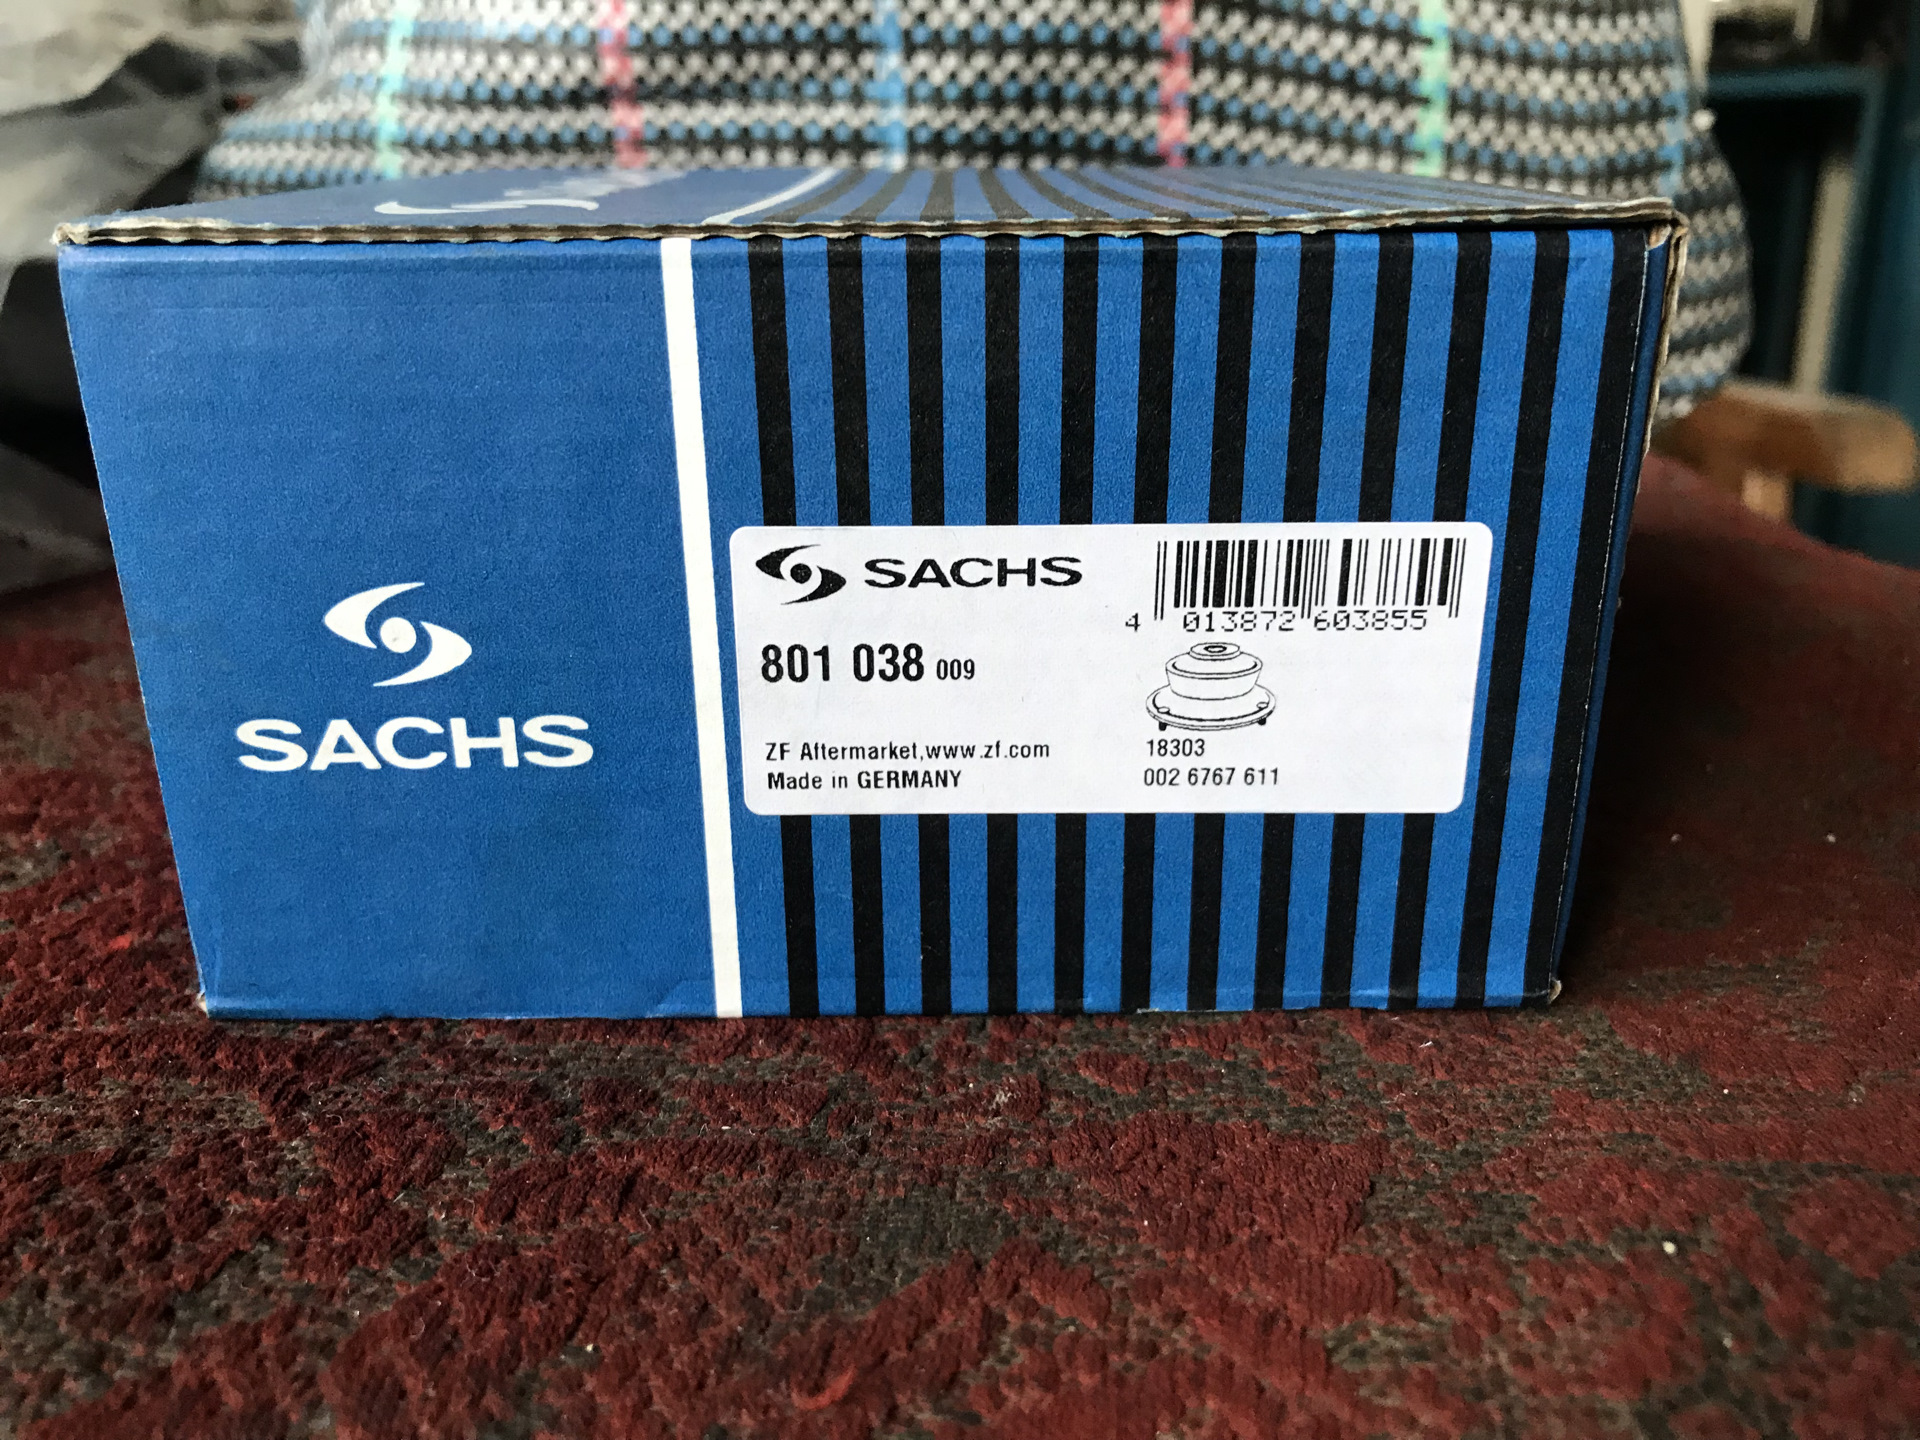 SACHS
SACHS
4 013872 603855
801 038 009
ZF Aftermarket,www.zf.com
Made in GERMANY
18303
002 6767 611